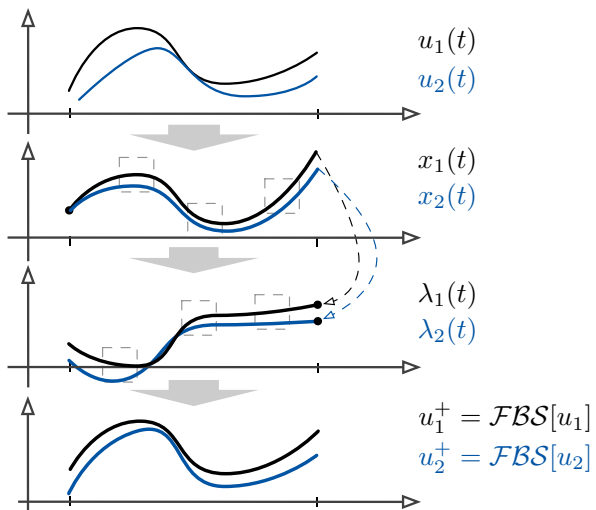 u₁(t)
u₂(t)
x₁(t)
x₂(t)
λ₁(t)
λ₂(t)
u₁⁺ = ℱℬ𝒮[u₁]
u₂⁺ = ℱℬ𝒮[u₂]